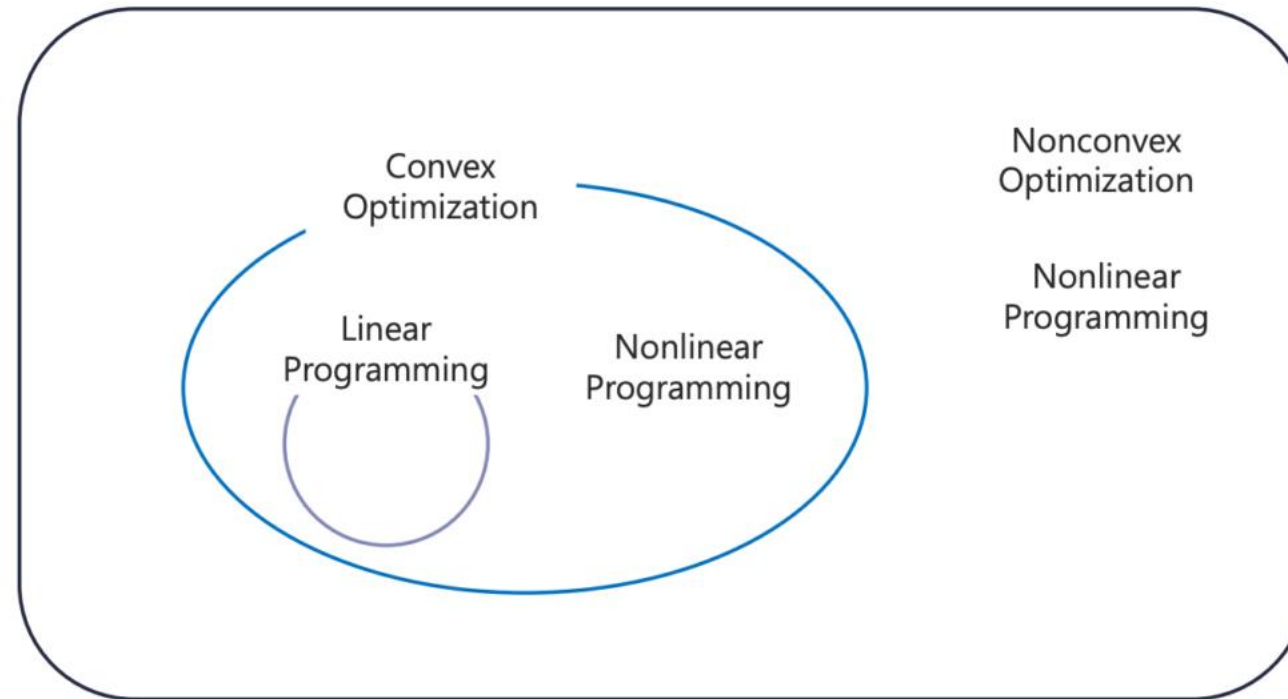 Convex
Optimization
Linear
Programming
Nonlinear
Programming
Nonconvex
Optimization
Nonlinear
Programming